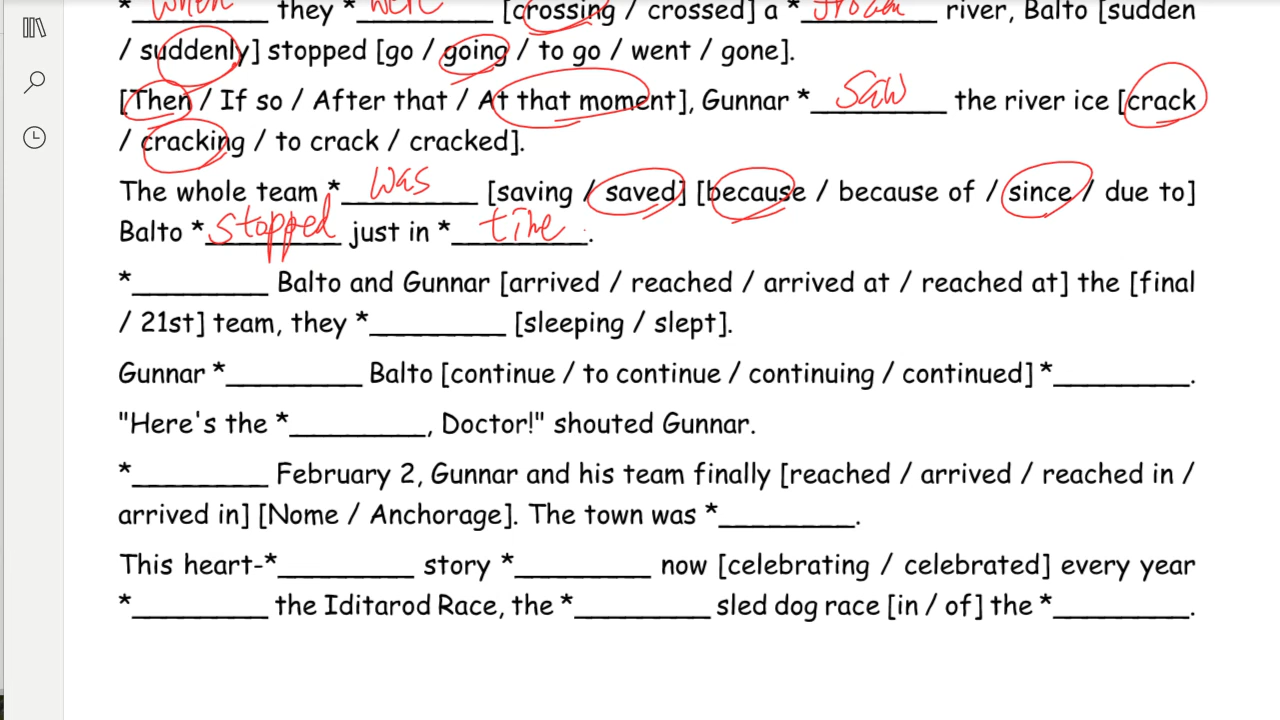 *When they *were [crossing / crossed] a *frozen river, Balto [sudden
/ suddenly] stopped [go / going / to go / went / gone].
[Then / If so / After that / At that moment], Gunnar *saw the river ice [crack
/ cracking / to crack / cracked].
The whole team *was [saving / saved] [because / because of / since / due to]
Balto *stopped just in *time.
*_________ Balto and Gunnar [arrived / reached / arrived at / reached at] the [final
/ 21st] team, they *_________ [sleeping / slept].
Gunnar *_________ Balto [continue / to continue / continuing / continued] *_________.
"Here's the *_________, Doctor!" shouted Gunnar.
*_________ February 2, Gunnar and his team finally [reached / arrived / reached in /
arrived in] [Nome / Anchorage]. The town was *_________.
This heart-*_________ story *_________ now [celebrating / celebrated] every year
*_________ the Iditarod Race, the *_________ sled dog race [in / of] the *_________.